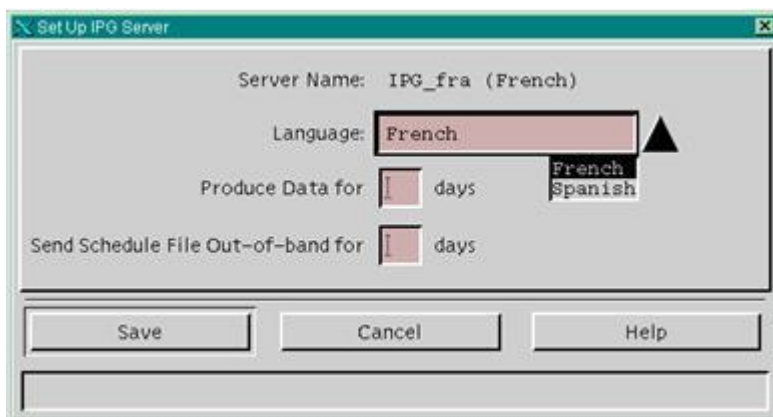 Set Up IPG Server
Server Name: IPG_fra (French)
Language: French
French
Spanish
Produce Data for days
Send Schedule File Out-of-band for days
Save Cancel Help